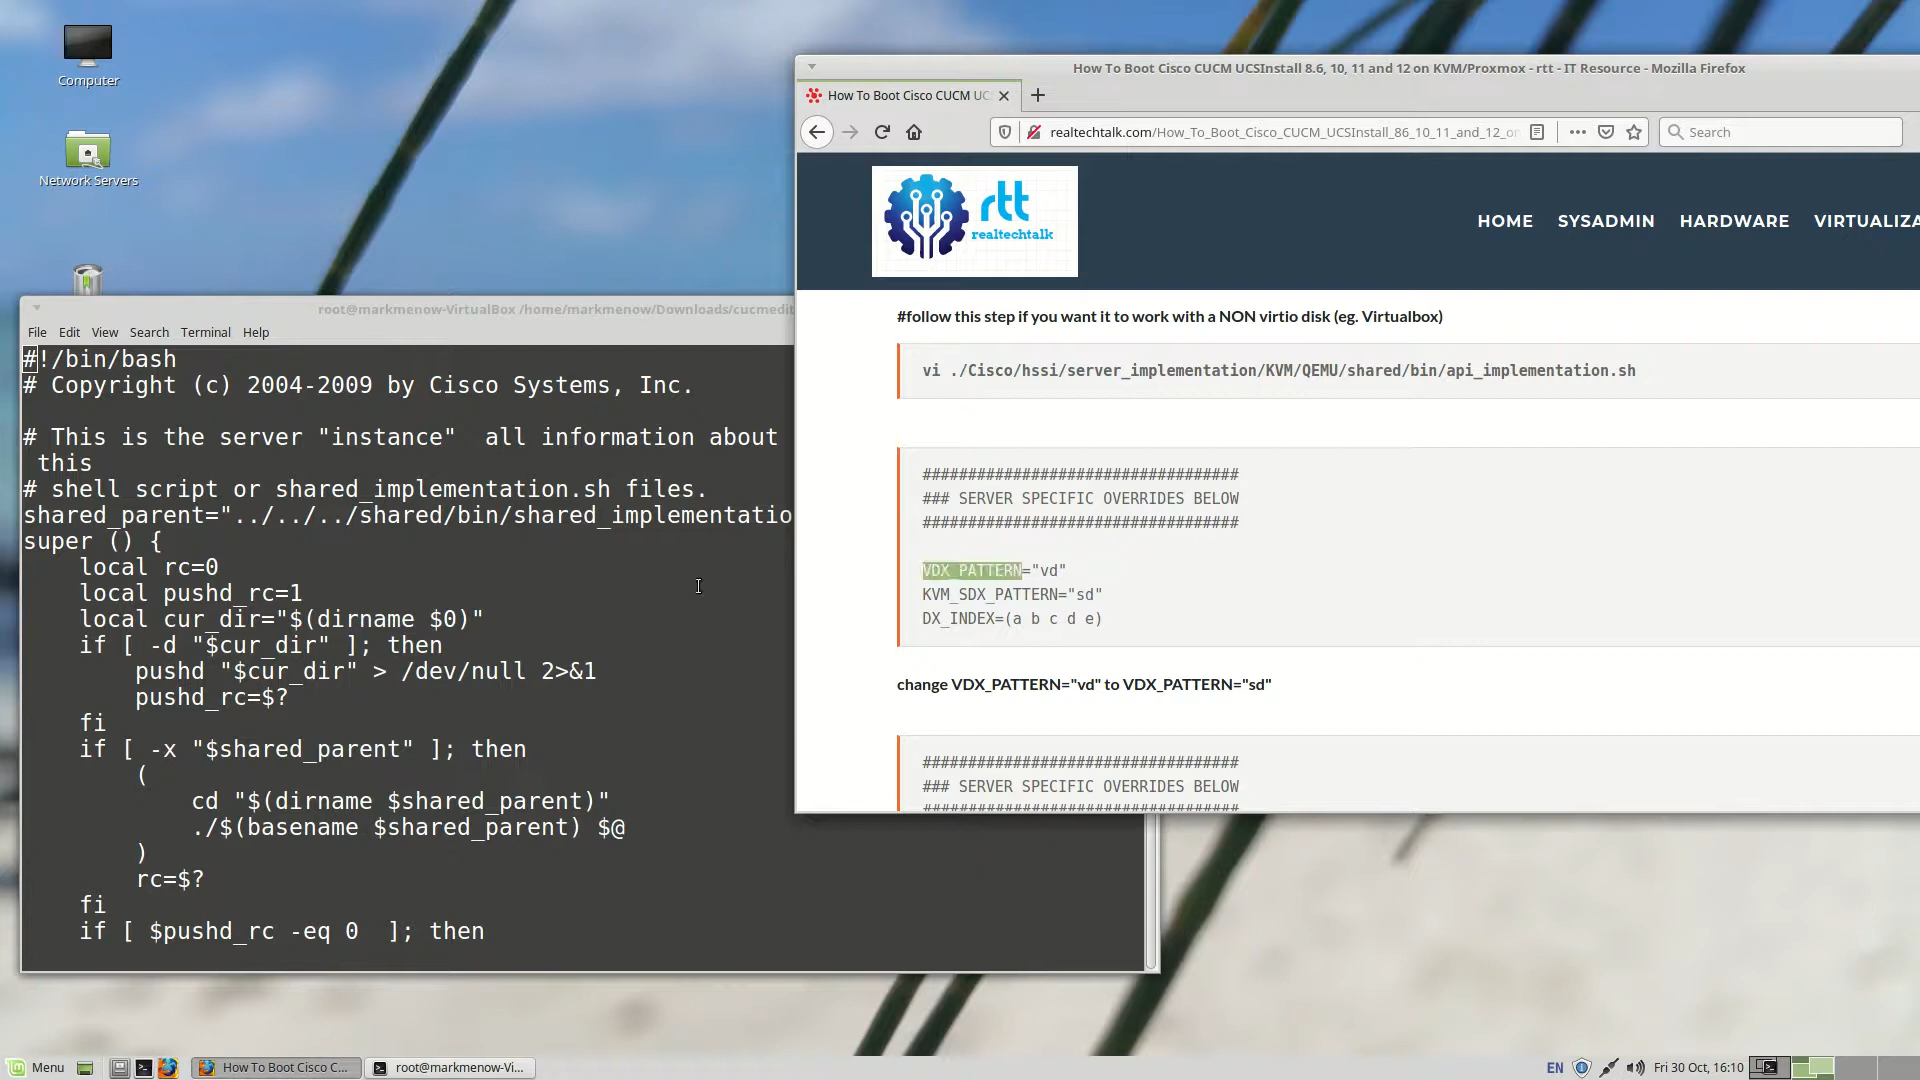 Computer
Network Servers
root@markmenow-VirtualBox /home/markmenow/Downloads/cucmedit
File Edit View Search Terminal Help
#!/bin/bash
# Copyright (c) 2004-2009 by Cisco Systems, Inc.
# This is the server "instance"  all information about
 this
# shell script or shared_implementation.sh files.
shared_parent="../../../shared/bin/shared_implementatio
super () {
    local rc=0
    local pushd_rc=1
    local cur_dir="$(dirname $0)"
    if [ -d "$cur_dir" ]; then
        pushd "$cur_dir" > /dev/null 2>&1
        pushd_rc=$?
    fi
    if [ -x "$shared_parent" ]; then
        (
            cd "$(dirname $shared_parent)"
            ./$(basename $shared_parent) $@
        )
        rc=$?
    fi
    if [ $pushd_rc -eq 0  ]; then
How To Boot Cisco CUCM UCSInstall 8.6, 10, 11 and 12 on KVM/Proxmox - rtt - IT Resource - Mozilla Firefox
How To Boot Cisco CUCM UC
realtechtalk.com/How_To_Boot_Cisco_CUCM_UCSInstall_86_10_11_and_12_o
Search
rtt
realtechtalk
HOME SYSADMIN HARDWARE VIRTUALIZA
#follow this step if you want it to work with a NON virtio disk (eg. Virtualbox)
vi ./Cisco/hssi/server_implementation/KVM/QEMU/shared/bin/api_implementation.sh
###################################
### SERVER SPECIFIC OVERRIDES BELOW
###################################
VDX_PATTERN="vd"
KVM_SDX_PATTERN="sd"
DX_INDEX=(a b c d e)
change VDX_PATTERN="vd" to VDX_PATTERN="sd"
###################################
### SERVER SPECIFIC OVERRIDES BELOW
###################################
Menu
How To Boot Cisco C...
root@markmenow-Vi...
EN
Fri 30 Oct, 16:10